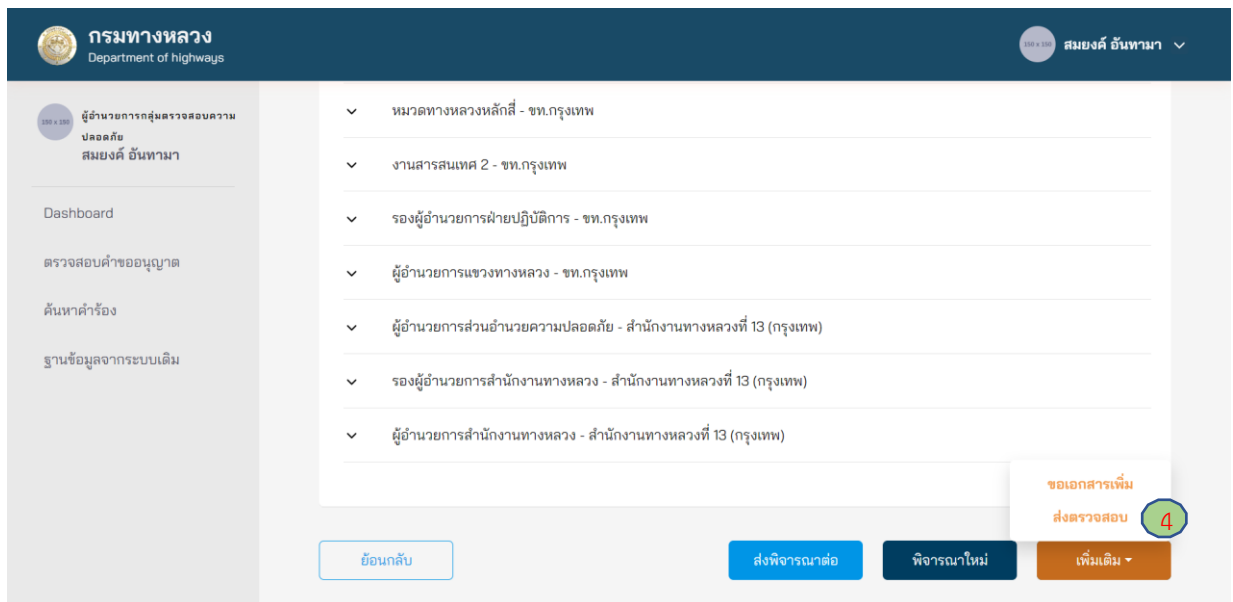 กรมทางหลวง
Department of highways
150 x 150
สมยงค์ อันทามา
150 x 150
ผู้อำนวยการกลุ่มตรวจสอบความ
ปลอดภัย
สมยงค์ อันทามา
Dashboard
ตรวจสอบคำขออนุญาต
ค้นหาคำร้อง
ฐานข้อมูลจากระบบเดิม
หมวดทางหลวงหลักสี่ - ขท.กรุงเทพ
งานสารสนเทศ 2 - ขท.กรุงเทพ
รองผู้อำนวยการฝ่ายปฏิบัติการ - ขท.กรุงเทพ
ผู้อำนวยการแขวงทางหลวง - ขท.กรุงเทพ
ผู้อำนวยการส่วนอำนวยความปลอดภัย - สำนักงานทางหลวงที่ 13 (กรุงเทพ)
รองผู้อำนวยการสำนักงานทางหลวง - สำนักงานทางหลวงที่ 13 (กรุงเทพ)
ผู้อำนวยการสำนักงานทางหลวง - สำนักงานทางหลวงที่ 13 (กรุงเทพ)
ขอเอกสารเพิ่ม
ส่งตรวจสอบ 4
ย้อนกลับ
ส่งพิจารณาต่อ
พิจารณาใหม่
เพิ่มเติม